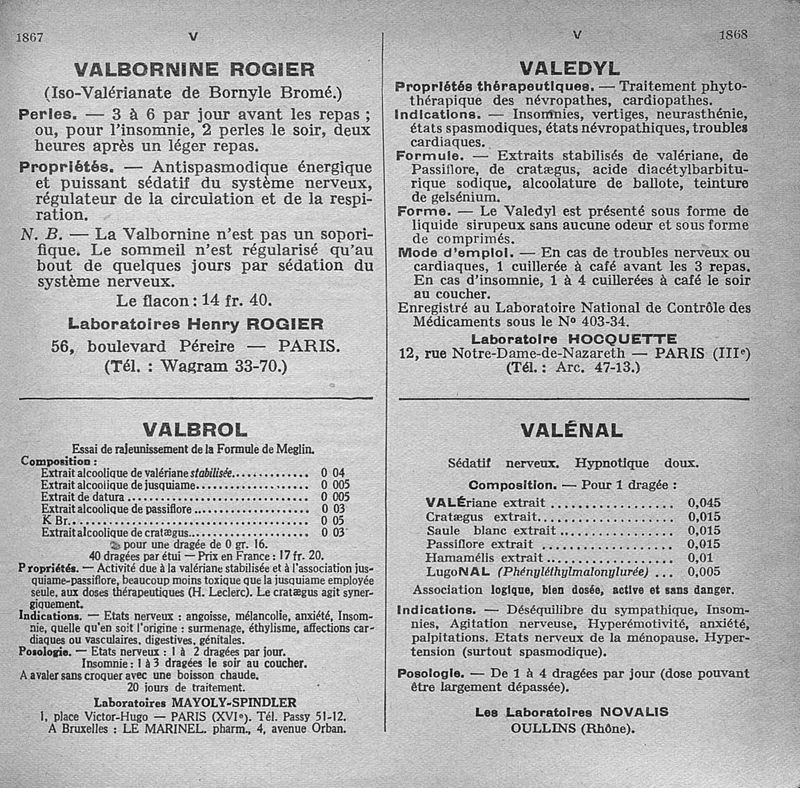 1867 V
VALBORNINE ROGIER
(Iso-Valérianate de Bornyle Bromé.)
Perles. — 3 à 6 par jour avant les repas ;
ou, pour l'insomnie, 2 perles le soir, deux
heures après un léger repas.
Propriétés. — Antispasmodique énergique
et puissant sédatif du système nerveux,
régulateur de la circulation et de la respi-
ration.
N. B. — La Valbornine n'est pas un sopori-
fique. Le sommeil n'est régularisé qu'au
bout de quelques jours par sédation du
système nerveux.
Le flacon : 14 fr. 40.
Laboratoires Henry ROGIER
56, boulevard Péreire — PARIS.
(Tél. : Wagram 33-70.)
VALBROL
Essai de rajeunissement de la Formule de Meglin.
Composition :
Extrait alcoolique de valériane stabilisée............. 0 04
Extrait alcoolique de jusquiame.................... 0 005
Extrait de datura ................................ 0 005
Extrait alcoolique de passiflore .................... 0 03
K Br............................................. 0 05
Extrait alcoolique de cratægus..................... 0 03
pour une dragée de 0 gr. 16.
40 dragées par étui — Prix en France : 17 fr. 20.
Propriétés. — Activité due à la valériane stabilisée et à l'association jus-
quiame-passiflore, beaucoup moins toxique que la jusquiame employée
seule, aux doses thérapeutiques (H. Leclerc). Le cratægus agit syner-
giquement.
Indications. — Etats nerveux : angoisse, mélancolie, anxiété, Insom-
nie, quelle qu'en soit l'origine : surmenage, éthylisme, affections car-
diaques ou vasculaires, digestives, génitales.
Posologie. — Etats nerveux : 1 à 2 dragées par jour.
Insomnie : 1 à 3 dragées le soir au coucher.
A avaler sans croquer avec une boisson chaude.
20 jours de traitement.
Laboratoires MAYOLY-SPINDLER
1, place Victor-Hugo — PARIS (XVIe). Tél. Passy 51-12.
A Bruxelles : LE MARINEL. pharm., 4, avenue Orban.
V 1868
VALEDYL
Propriétés thérapeutiques. — Traitement phyto-
thérapique des névropathes, cardiopathes.
Indications. — Insomnies, vertiges, neurasthénie,
états spasmodiques, états névropathiques, troubles
cardiaques.
Formule. — Extraits stabilisés de valériane, de
Passiflore, de cratægus, acide diacétylbarbitu-
rique sodique, alcoolature de ballote, teinture
de gelsénium.
Forme. — Le Valedyl est présenté sous forme de
liquide sirupeux sans aucune odeur et sous forme
de comprimés.
Mode d'emploi. — En cas de troubles nerveux ou
cardiaques, 1 cuillerée à café avant les 3 repas.
En cas d'insomnie, 1 à 4 cuillerées à café le soir
au coucher.
Enregistré au Laboratoire National de Contrôle des
Médicaments sous le No 403-34.
Laboratoire HOCQUETTE
12, rue Notre-Dame-de-Nazareth — PARIS (IIIe)
(Tél. : Arc. 47-13.)
VALÉNAL
Sédatif nerveux. Hypnotique doux.
Composition. — Pour 1 dragée :
VALÉriane extrait .................. 0,045
Cratægus extrait.................... 0,015
Saule blanc extrait ................. 0,015
Passiflore extrait ................... 0,015
Hamamélis extrait .................. 0,01
LugoNAL (Phényléthylmalonylurée) ... 0,005
Association logique, bien dosée, active et sans danger.
Indications. — Déséquilibre du sympathique, Insom-
nies, Agitation nerveuse, Hyperémotivité, anxiété,
palpitations. Etats nerveux de la ménopause. Hyper-
tension (surtout spasmodique).
Posologie. — De 1 à 4 dragées par jour (dose pouvant
être largement dépassée).
Les Laboratoires NOVALIS
OULLINS (Rhône).